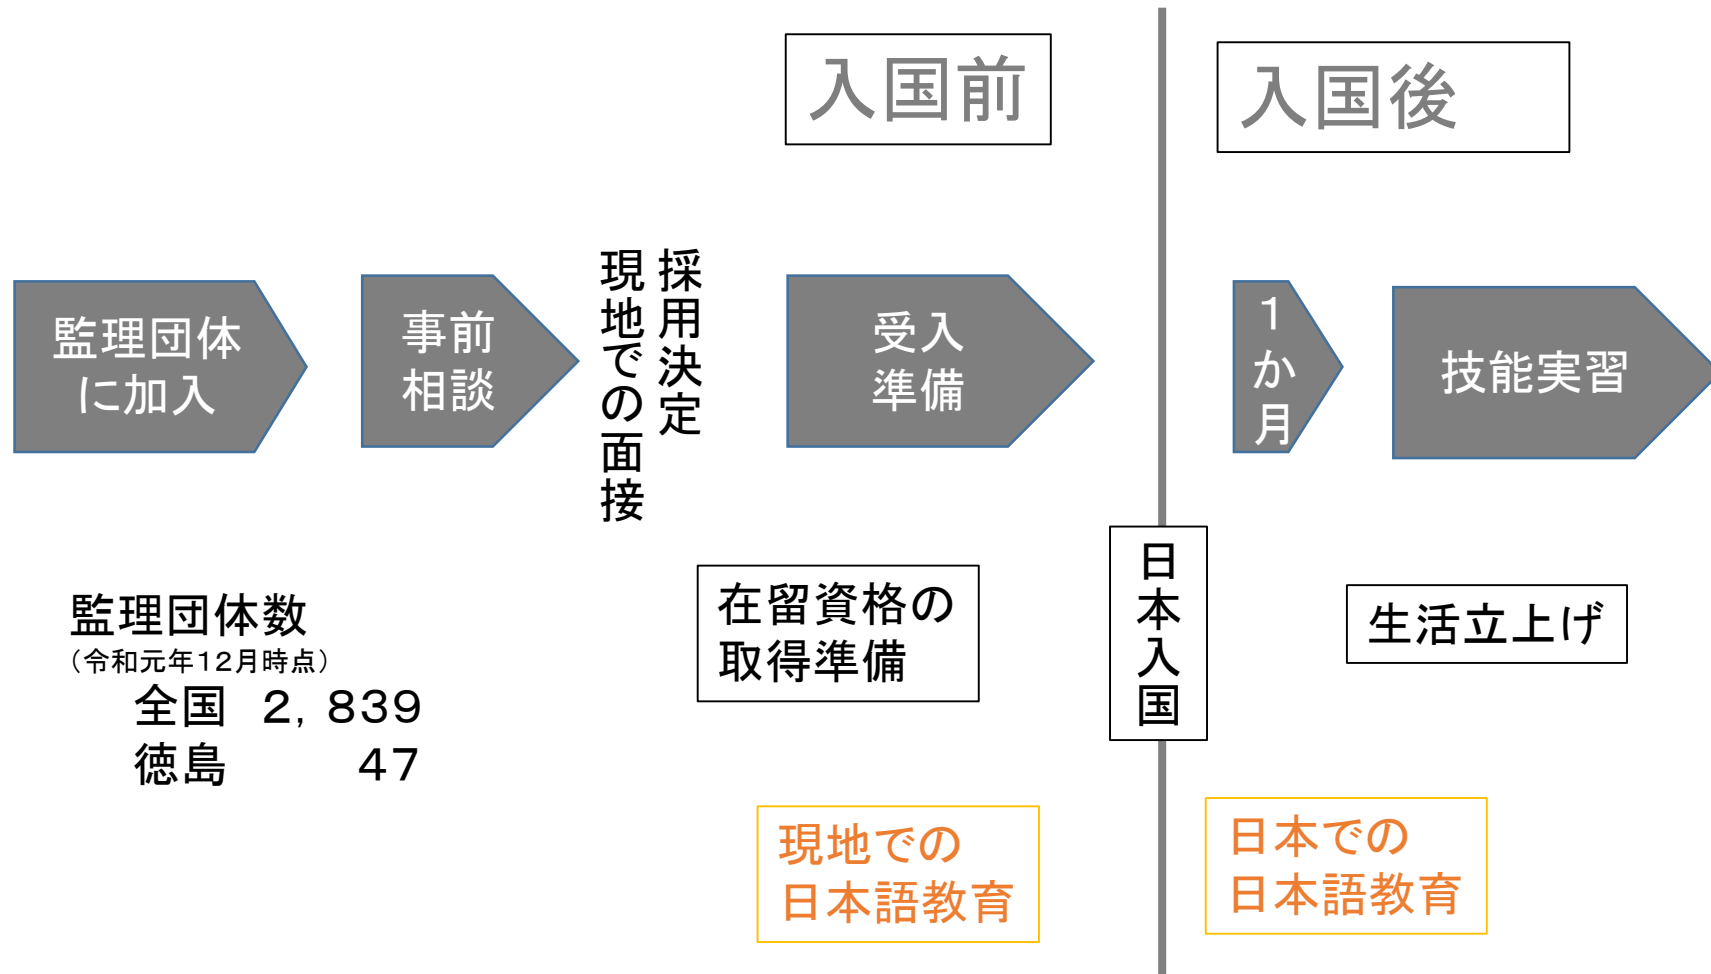 入国前
入国後
監理団体
に加入
事前
相談
現地での面接
採用決定
受入
準備
1か月
技能実習
監理団体数
(令和元年12月時点)
全国 2,839
徳島 47
在留資格の
取得準備
日本入国
生活立上げ
現地での
日本語教育
日本での
日本語教育